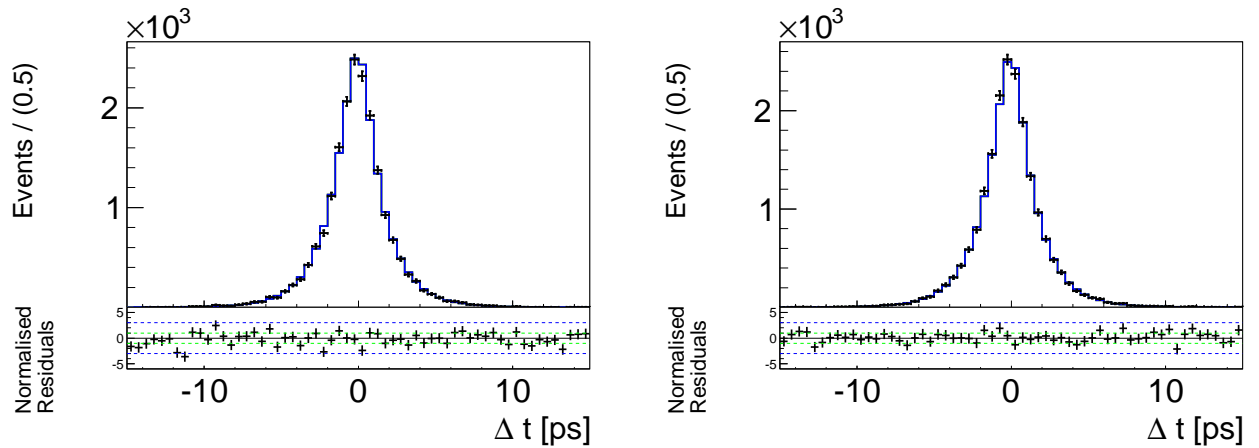 ×10³
Events / (0.5)
2
1
Normalised
Residuals
5
0
-5
-10
0
10
Δ t [ps]
×10³
Events / (0.5)
2
1
Normalised
Residuals
5
0
-5
-10
0
10
Δ t [ps]